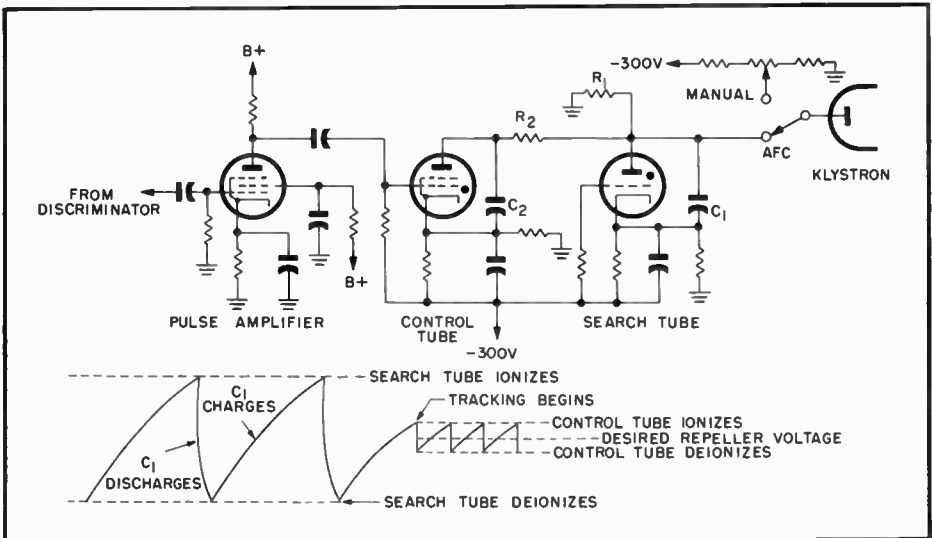 B+
-300V
R1
MANUAL
R2
AFC
KLYSTRON
FROM
DISCRIMINATOR
C2
C1
B+
PULSE AMPLIFIER
CONTROL
TUBE
SEARCH TUBE
-300V
SEARCH TUBE IONIZES
C1
CHARGES
TRACKING BEGINS
CONTROL TUBE IONIZES
DESIRED REPELLER VOLTAGE
CONTROL TUBE DEIONIZES
C1
DISCHARGES
SEARCH TUBE DEIONIZES